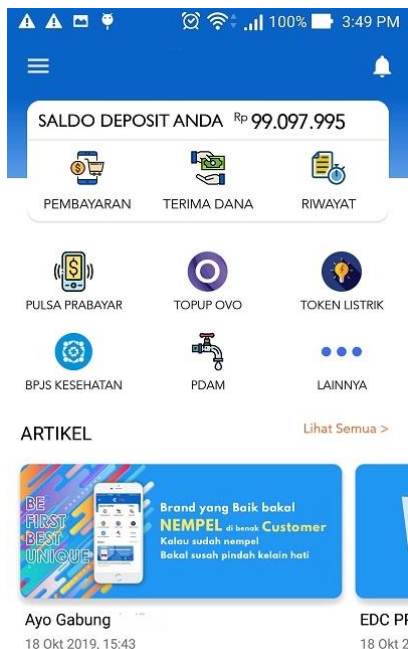 100% 3:49 PM
SALDO DEPOSIT ANDA Rp 99.097.995
PEMBAYARAN TERIMA DANA RIWAYAT
PULSA PRABAYAR TOPUP OVO TOKEN LISTRIK
BPJS KESEHATAN PDAM LAINNYA
ARTIKEL Lihat Semua >
BE
FIRST
BEST
UNIQUE
Brand yang Baik bakal
NEMPEL di benak Customer
Kalau sudah nempel
Bakal susah pindah kelain hati
Ayo Gabung EDC
18 Okt 2019, 15:43 18 Okt 2